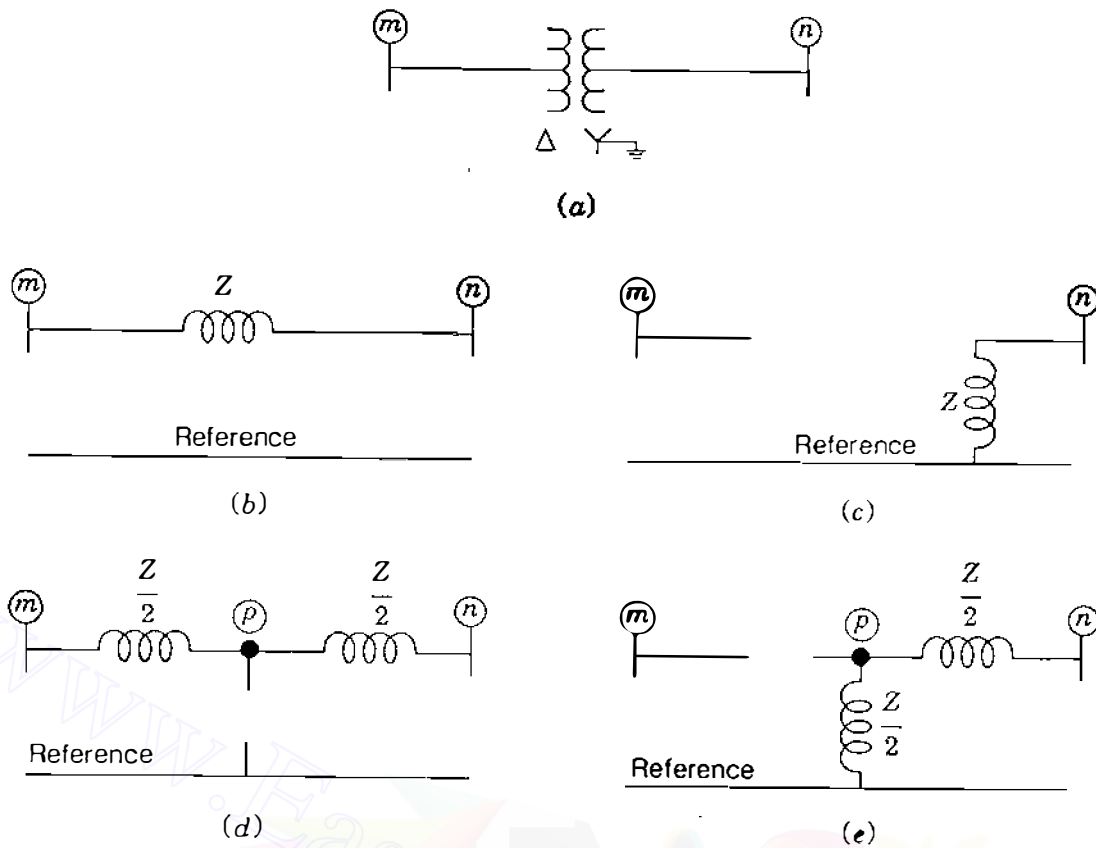 m n
Δ
(a)
m Z n
Reference
(b)
m n
Z
Reference
(c)
m Z/2 p Z/2 n
Reference
(d)
m p Z/2 n
Z/2
Reference
(e)